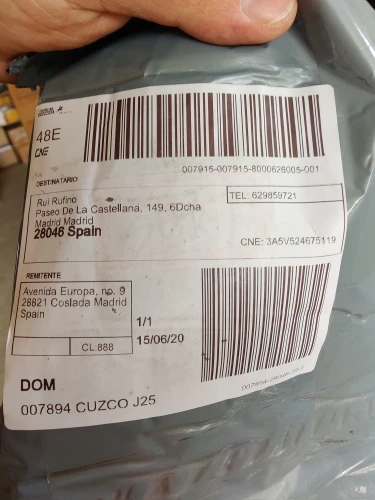 48E
CNE
007915-007915-8000626005-001
DESTINATARIO
Rui Rufino
Paseo De La Castellana, 149, 6Dcha
Madrid Madrid
28046 Spain
TEL: 629859721
CNE: 3A5V524675119
REMITENTE
Avenida Europa, no. 9
28821 Coslada Madrid
Spain
CL 888
1/1
15/06/20
DOM
007894 CUZCO J25